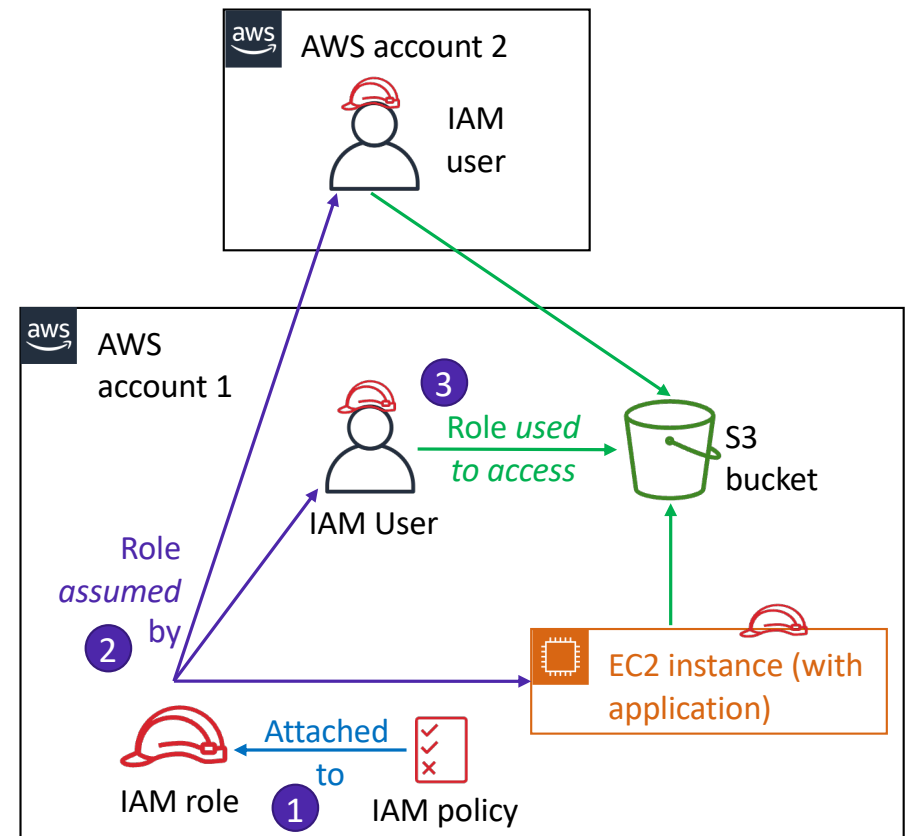 aws
AWS account 2
IAM
user
aws
AWS
account 1
3
Role used
to access
S3
bucket
IAM User
Role
assumed
by
2
EC2 instance (with
application)
Attached
to
1
IAM role
IAM policy